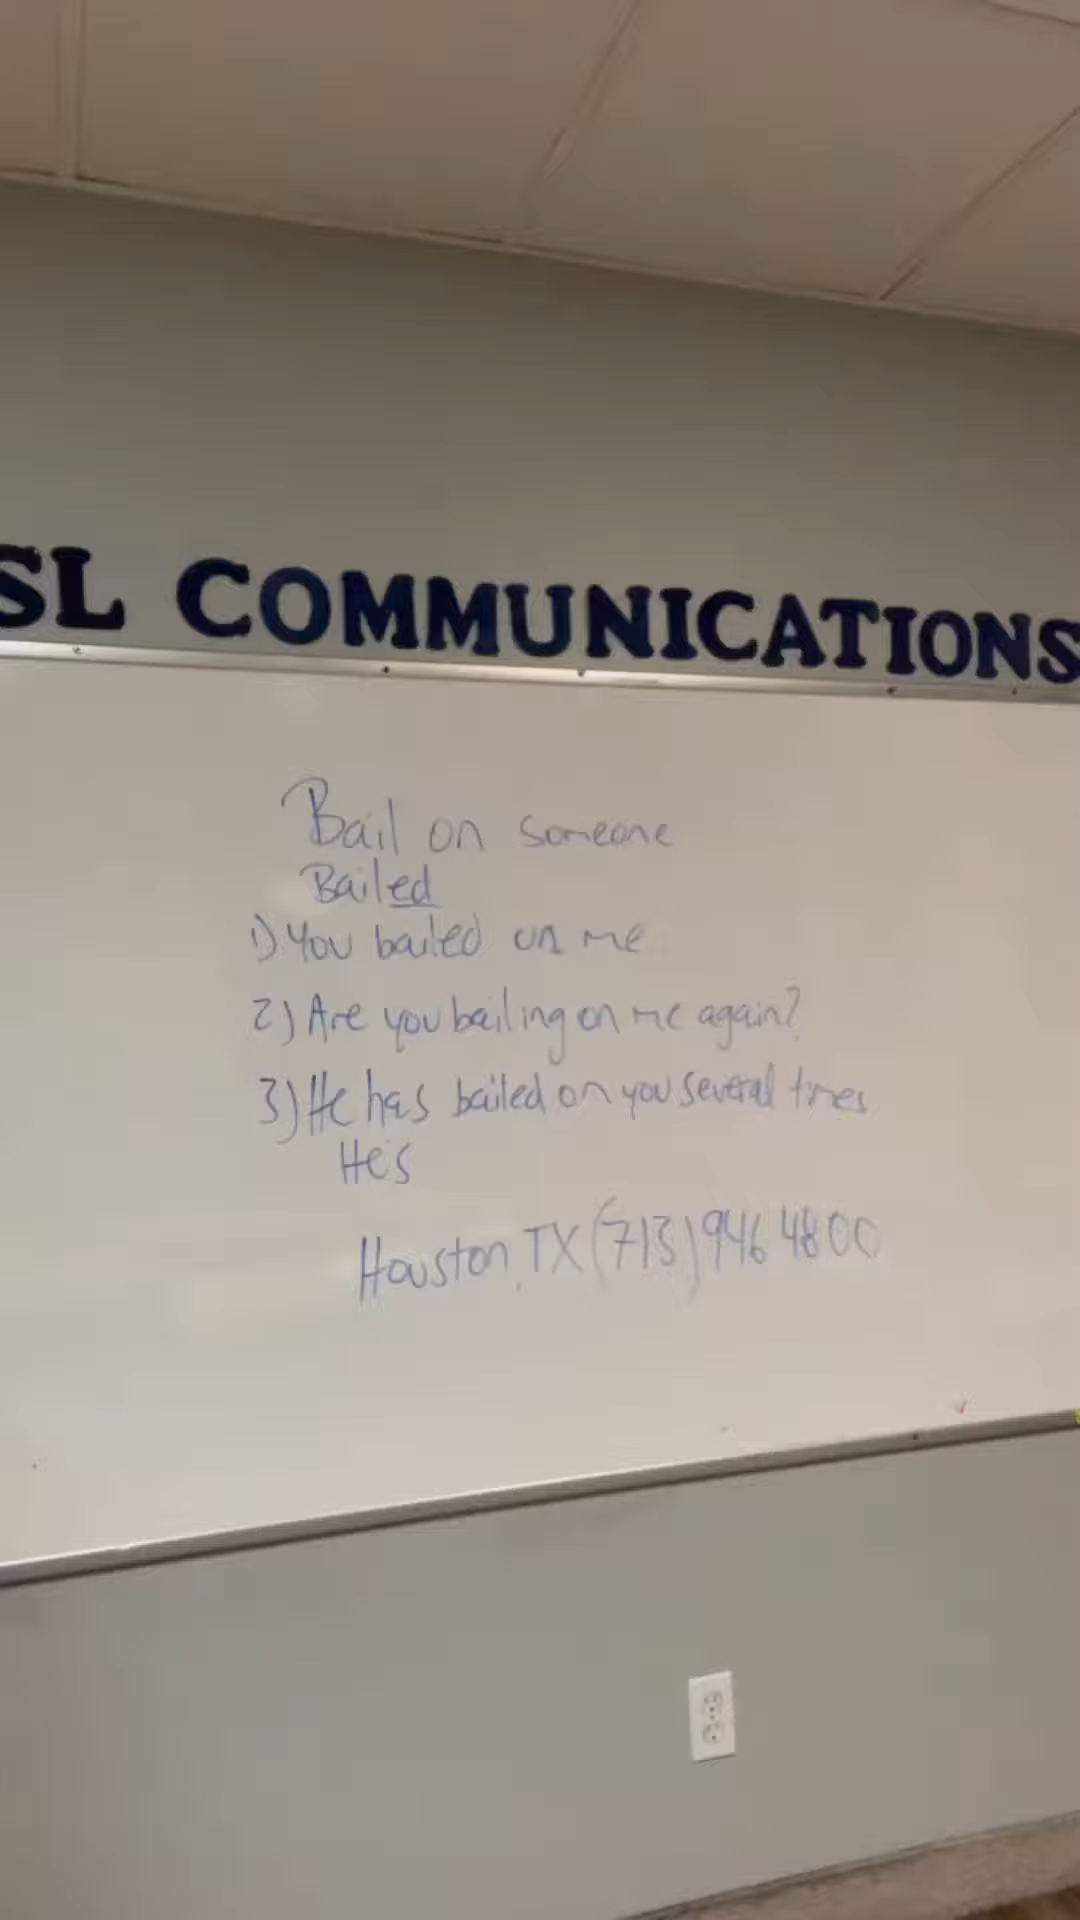 SL COMMUNICATIONS
Bail on someone
Bailed
1) You bailed on me
2) Are you bailing on me again?
3) He has bailed on you several times
He's
Houston, TX (713) 946 4800